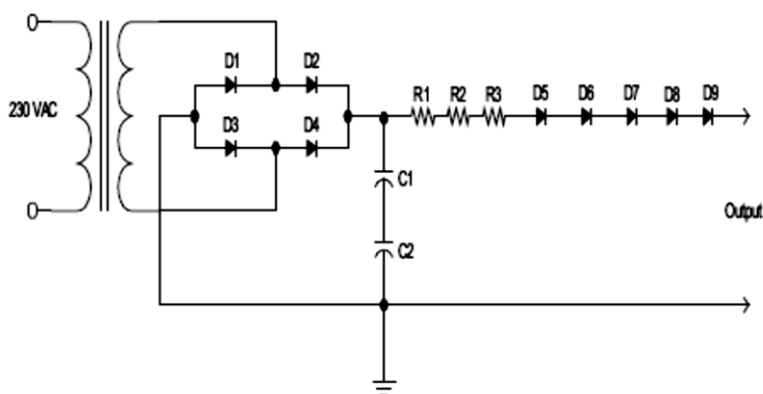 D1 D2
R1 R2 R3 D5 D6 D7 D8 D9
230 VAC
D3 D4
C1
Output
C2